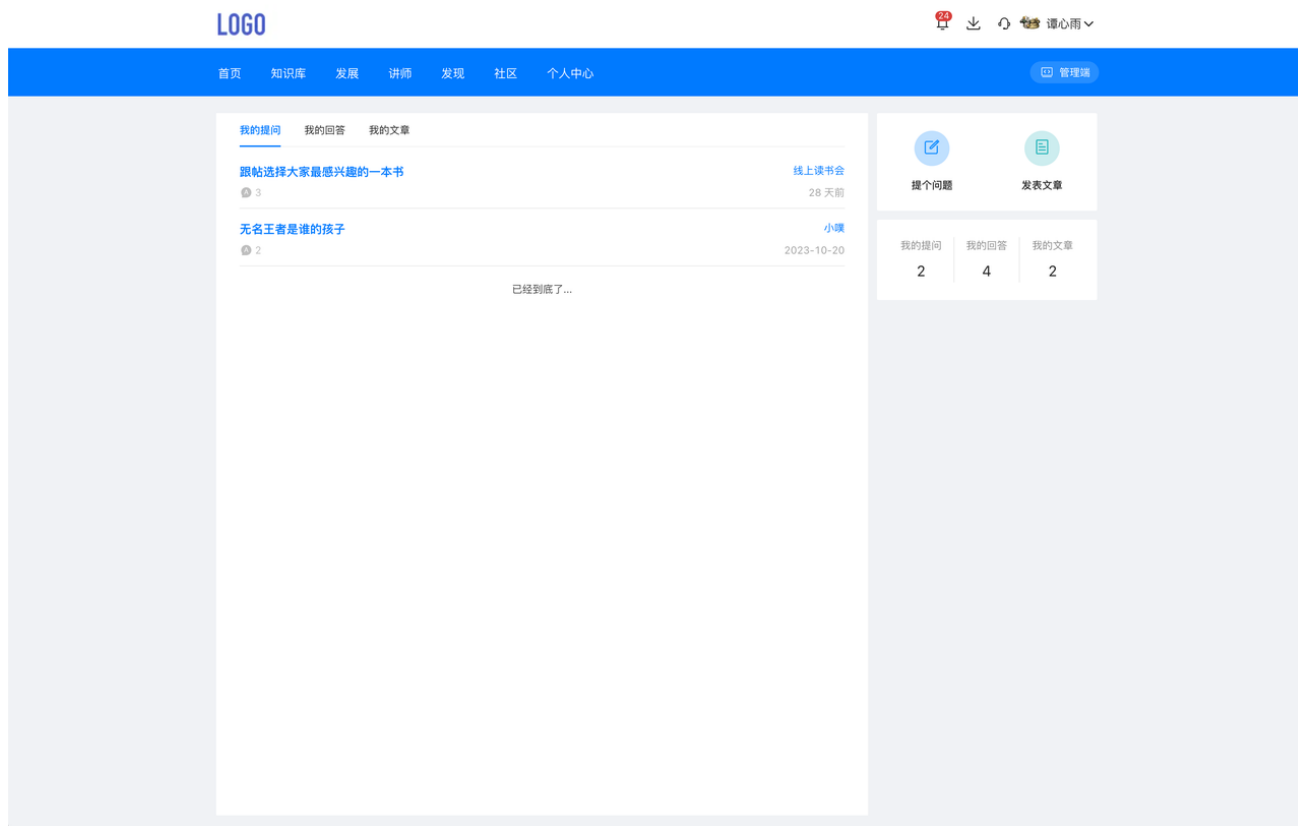 LOGO
24
谭心雨
首页 知识库 发展 讲师 发现 社区 个人中心 管理端
我的提问 我的回答 我的文章
跟帖选择大家最感兴趣的一本书 线上读书会
3 28 天前
无名王者是谁的孩子 小噗
2 2023-10-20
已经到底了...
提个问题 发表文章
我的提问 我的回答 我的文章
2 4 2